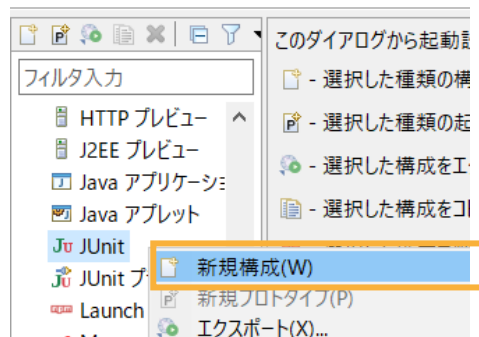 このダイアログから起動
フィルタ入力
- 選択した種類の構
HTTP プレビュー
- 選択した種類の起
J2EE プレビュー
Java アプリケーシ
- 選択した構成をエ
Java アプレット
- 選択した構成をコ
JUnit
新規構成(W)
JUnit プ
新規プロトタイプ(P)
Launch
エクスポート(X)...